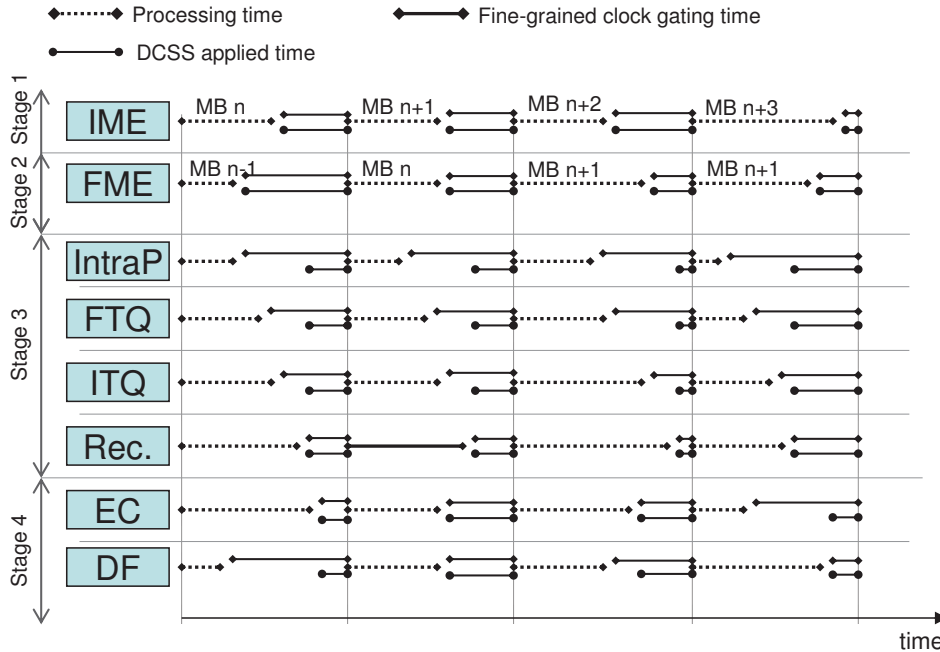 Processing time
Fine-grained clock gating time
DCSS applied time
Stage 1
IME
MB n
MB n+1
MB n+2
MB n+3
Stage 2
FME
MB n-1
MB n
MB n+1
MB n+1
Stage 3
IntraP
FTQ
ITQ
Rec.
Stage 4
EC
DF
time